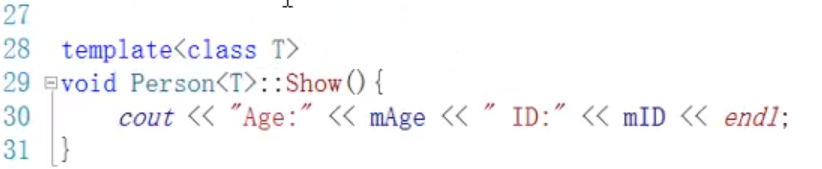 27
28 template<class T>
29 void Person<T>::Show(){
30 cout << "Age:" << mAge << " ID:" << mID << endl;
31 }